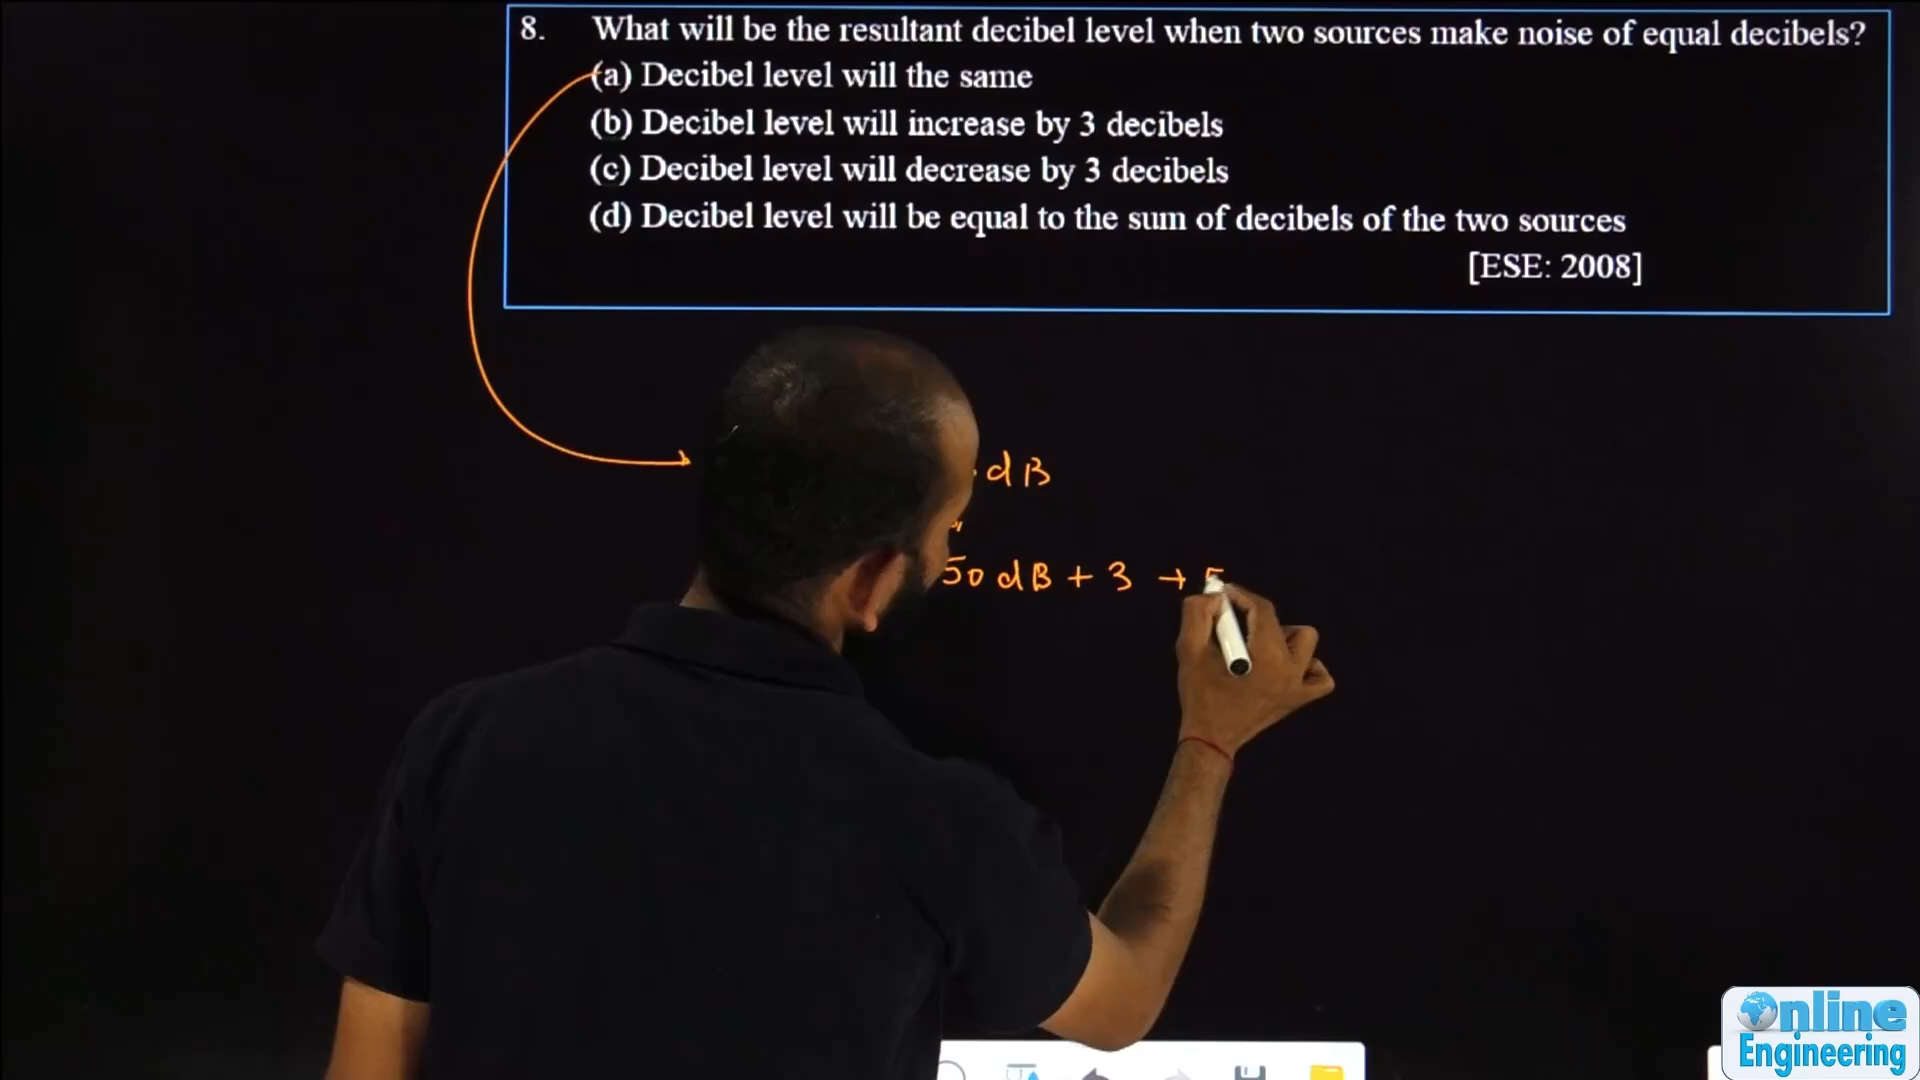 8. What will be the resultant decibel level when two sources make noise of equal decibels?
(a) Decibel level will the same
(b) Decibel level will increase by 3 decibels
(c) Decibel level will decrease by 3 decibels
(d) Decibel level will be equal to the sum of decibels of the two sources
[ESE: 2008]
dB
50 dB + 3 → 5
Online
Engineering